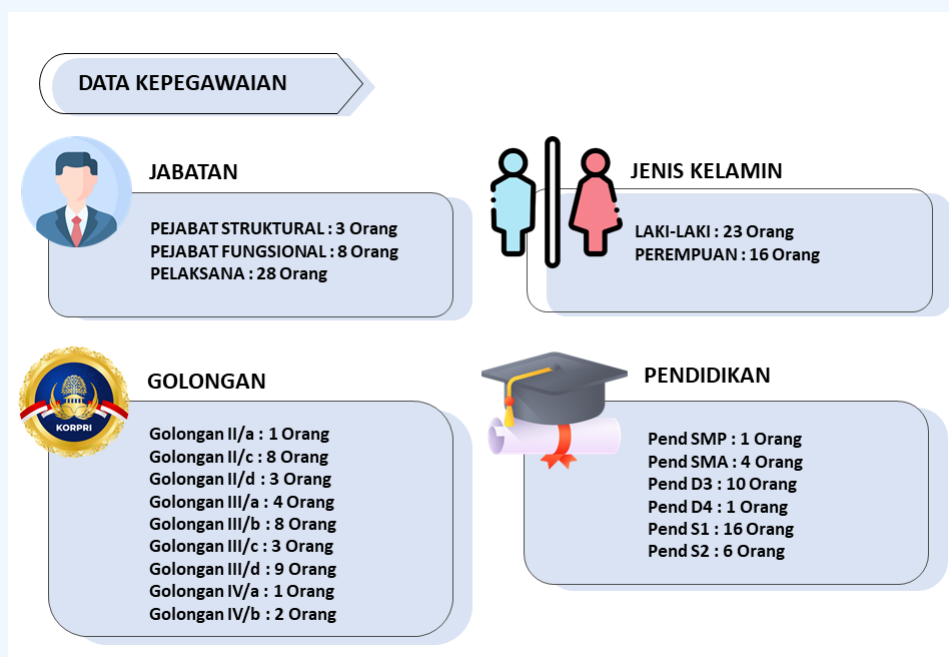 DATA KEPEGAWAIAN
JABATAN
PEJABAT STRUKTURAL : 3 Orang
PEJABAT FUNGSIONAL : 8 Orang
PELAKSANA : 28 Orang
JENIS KELAMIN
LAKI-LAKI : 23 Orang
PEREMPUAN : 16 Orang
KORPRI
GOLONGAN
Golongan II/a : 1 Orang
Golongan II/c : 8 Orang
Golongan II/d : 3 Orang
Golongan III/a : 4 Orang
Golongan III/b : 8 Orang
Golongan III/c : 3 Orang
Golongan III/d : 9 Orang
Golongan IV/a : 1 Orang
Golongan IV/b : 2 Orang
PENDIDIKAN
Pend SMP : 1 Orang
Pend SMA : 4 Orang
Pend D3 : 10 Orang
Pend D4 : 1 Orang
Pend S1 : 16 Orang
Pend S2 : 6 Orang